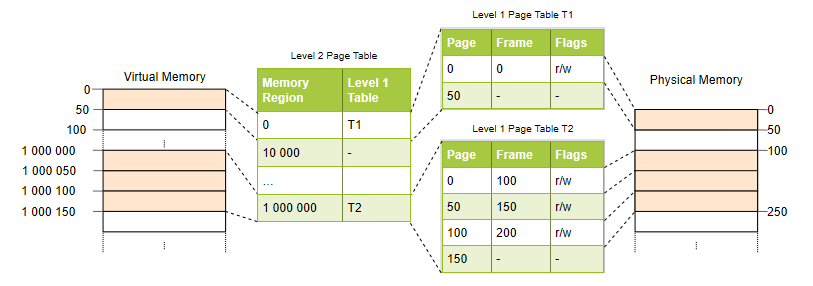 Level 1 Page Table T1
Page Frame Flags
0 0 r/w
50 - -
Level 2 Page Table
Memory Region Level 1 Table
0 T1
10 000 -
...
1 000 000 T2
Virtual Memory
0
50
100
...
1 000 000
1 000 050
1 000 100
1 000 150
...
Level 1 Page Table T2
Page Frame Flags
0 100 r/w
50 150 r/w
100 200 r/w
150 - -
Physical Memory
0
50
100
250
...